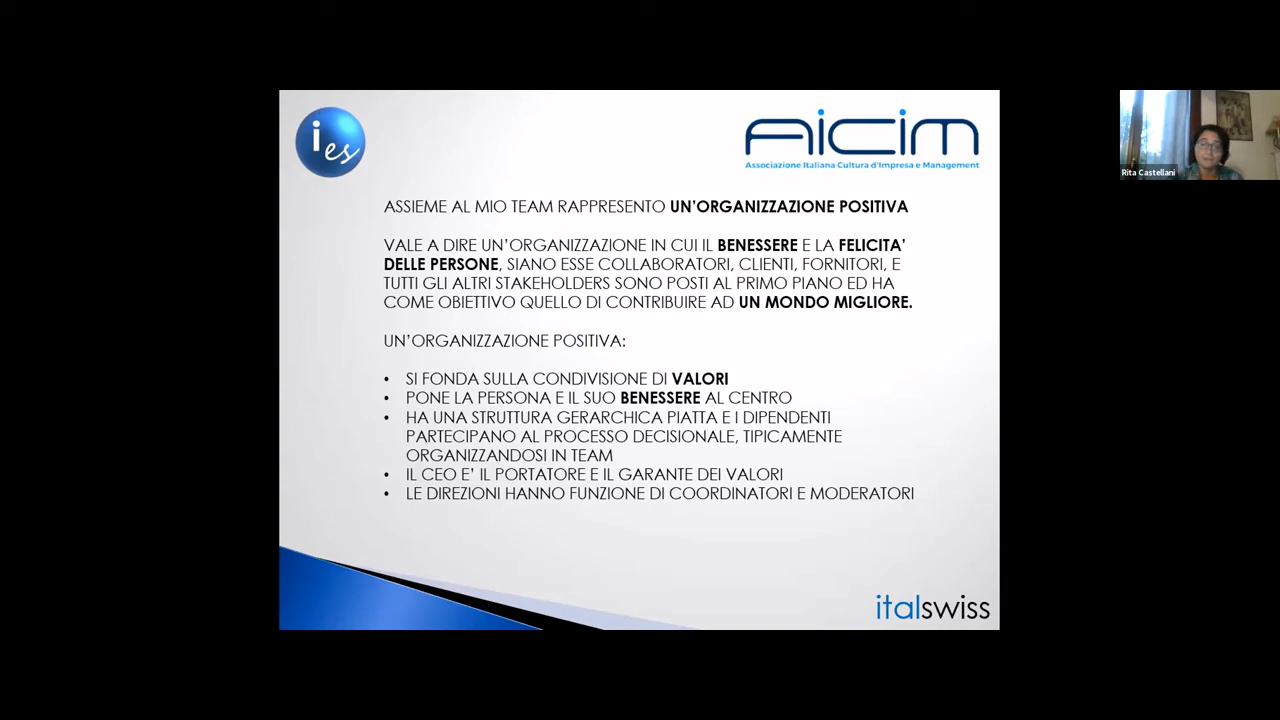 ies
AiCiM
Associazione Italiana Cultura d'Impresa e Management
Rita Castellani
ASSIEME AL MIO TEAM RAPPRESENTO UN'ORGANIZZAZIONE POSITIVA
VALE A DIRE UN'ORGANIZZAZIONE IN CUI IL BENESSERE E LA FELICITA'
DELLE PERSONE, SIANO ESSE COLLABORATORI, CLIENTI, FORNITORI, E
TUTTI GLI ALTRI STAKEHOLDERS SONO POSTI AL PRIMO PIANO ED HA
COME OBIETTIVO QUELLO DI CONTRIBUIRE AD UN MONDO MIGLIORE.
UN'ORGANIZZAZIONE POSITIVA:
• SI FONDA SULLA CONDIVISIONE DI VALORI
• PONE LA PERSONA E IL SUO BENESSERE AL CENTRO
• HA UNA STRUTTURA GERARCHICA PIATTA E I DIPENDENTI
PARTECIPANO AL PROCESSO DECISIONALE, TIPICAMENTE
ORGANIZZANDOSI IN TEAM
• IL CEO E' IL PORTATORE E IL GARANTE DEI VALORI
• LE DIREZIONI HANNO FUNZIONE DI COORDINATORI E MODERATORI
italswiss